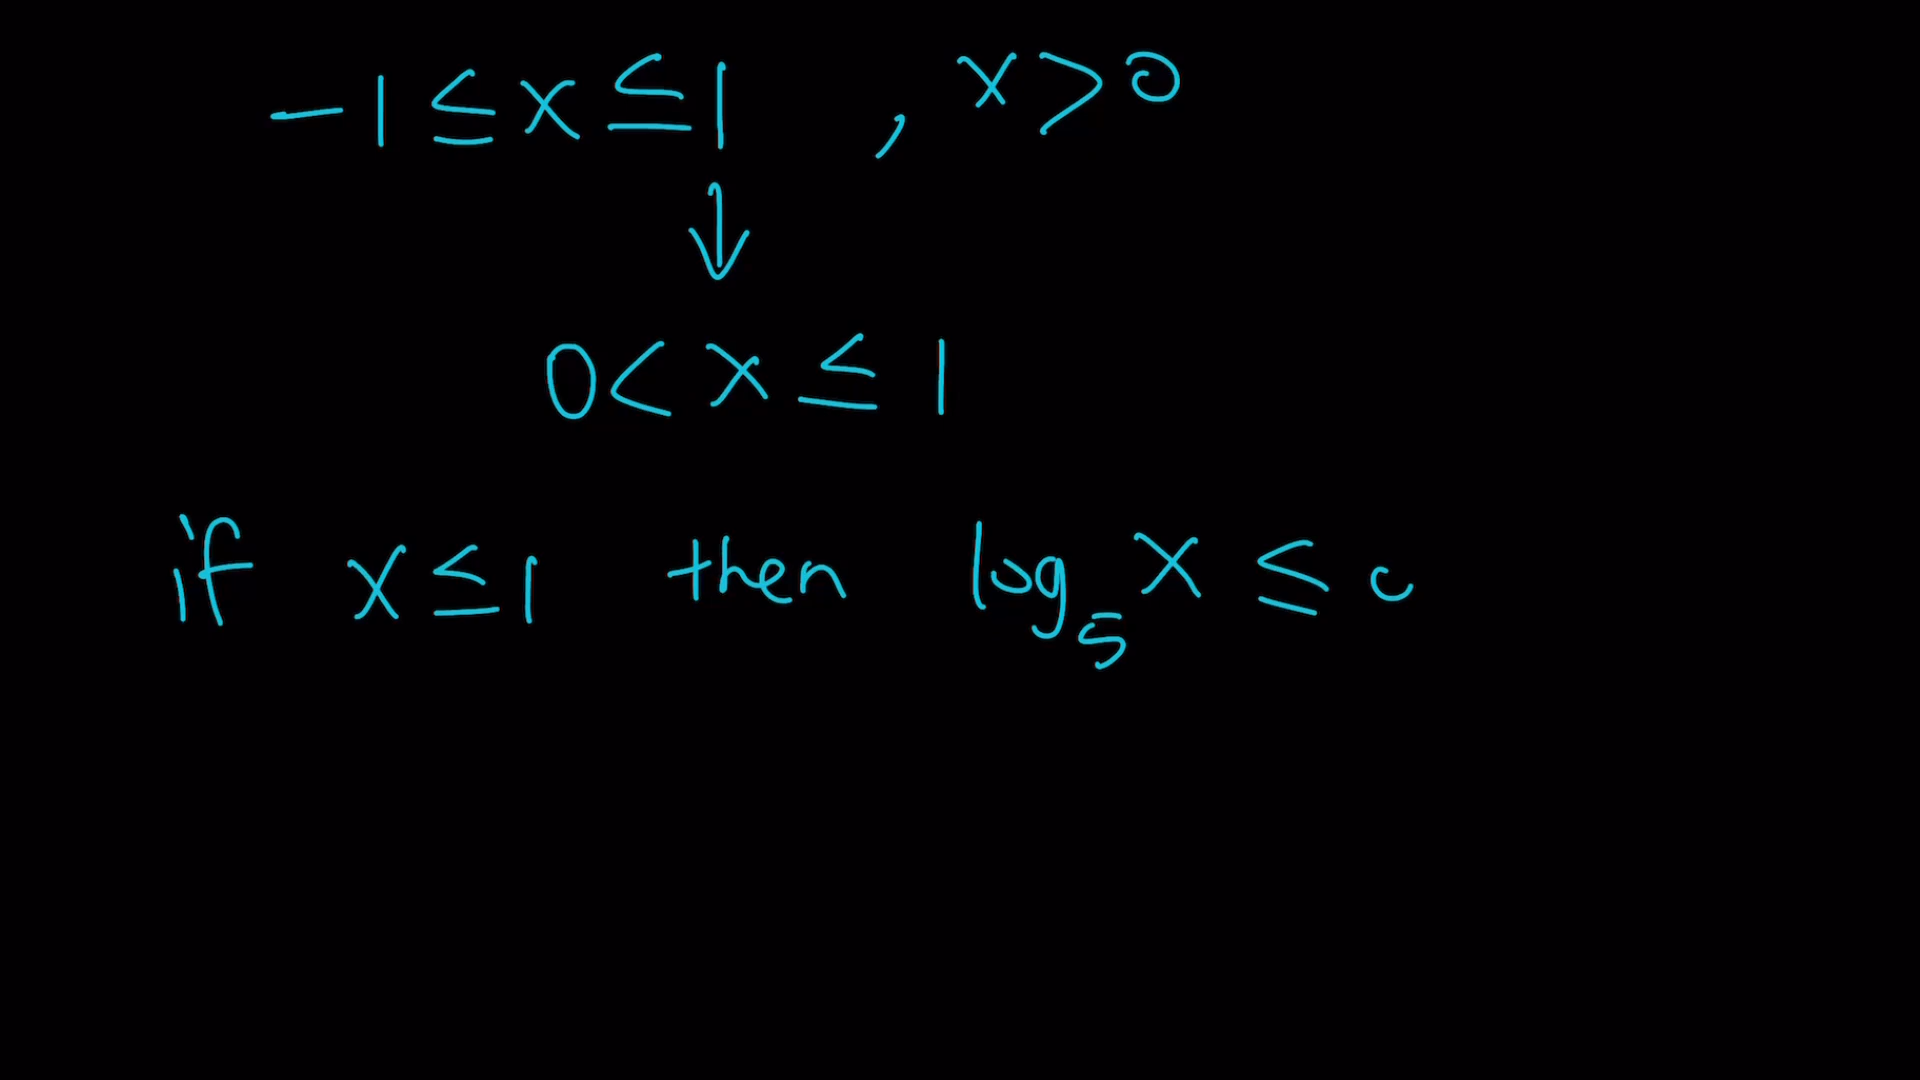 -1 ≤ x ≤ 1 , x > 0
↓
0 < x ≤ 1
if x ≤ 1 then log₅ x ≤ 0